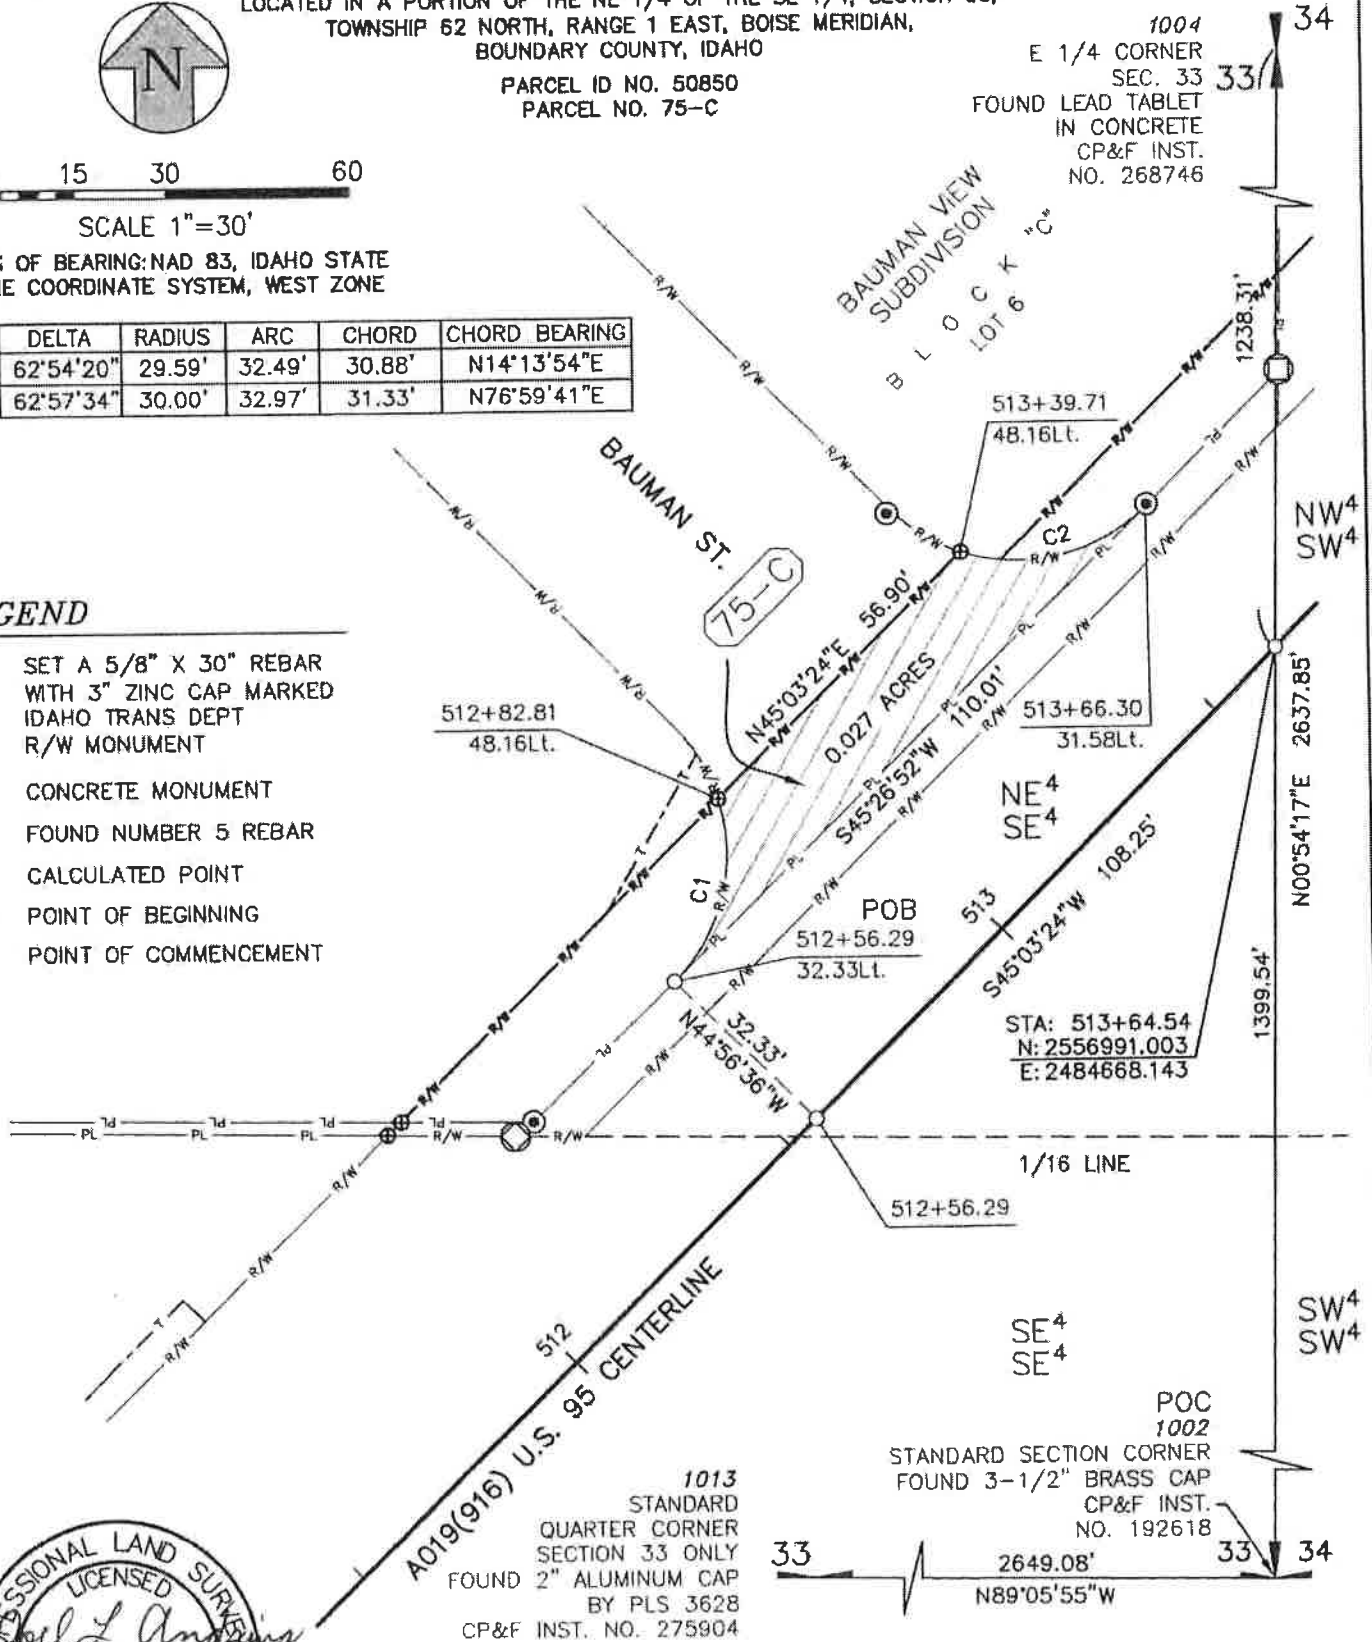 LOCATED IN A PORTION OF THE NE 1/4 OF THE SE 1/4, SECTION
TOWNSHIP 62 NORTH, RANGE 1 EAST, BOISE MERIDIAN,
BOUNDARY COUNTY, IDAHO
PARCEL ID NO. 50850
PARCEL NO. 75-C
N
15 30 60
SCALE 1"=30'
OF BEARING: NAD 83, IDAHO STATE
COORDINATE SYSTEM, WEST ZONE
DELTA RADIUS ARC CHORD CHORD BEARING
62°54'20" 29.59' 32.49' 30.88' N14°13'54"E
62°57'34" 30.00' 32.97' 31.33' N76°59'41"E
1004
E 1/4 CORNER
SEC. 33
FOUND LEAD TABLET
IN CONCRETE
CP&F INST.
NO. 268746
33 34
BAUMAN VIEW
SUBDIVISION
BLOCK "C"
LOT 6
1238.31'
513+39.71
48.16Lt.
BAUMAN ST.
75-C
C2
NW4
SW4
N45°03'24"E 56.90'
0.027 ACRES
S45°26'52"W 110.01'
513+66.30
31.58Lt.
512+82.81
48.16Lt.
NE4
SE4
N00°54'17"E 2637.85'
C1
POB
512+56.29
32.33Lt.
513
S45°03'24"W 108.25'
1399.54'
32.33'
N44°56'36"W
STA: 513+64.54
N: 2556991.003
E: 2484668.143
R/W
PL
T
GEND
SET A 5/8" X 30" REBAR
WITH 3" ZINC CAP MARKED
IDAHO TRANS DEPT
R/W MONUMENT
CONCRETE MONUMENT
FOUND NUMBER 5 REBAR
CALCULATED POINT
POINT OF BEGINNING
POINT OF COMMENCEMENT
1/16 LINE
512+56.29
512
A019(916) U.S. 95 CENTERLINE
SE4
SE4
SW4
SW4
POC
1002
STANDARD SECTION CORNER
FOUND 3-1/2" BRASS CAP
CP&F INST.
NO. 192618
1013
STANDARD
QUARTER CORNER
SECTION 33 ONLY
FOUND 2" ALUMINUM CAP
BY PLS 3628
CP&F INST. NO. 275904
33 2649.08' 33 34
N89°05'55"W
ESSIONAL LAND SURVE
LICENSED